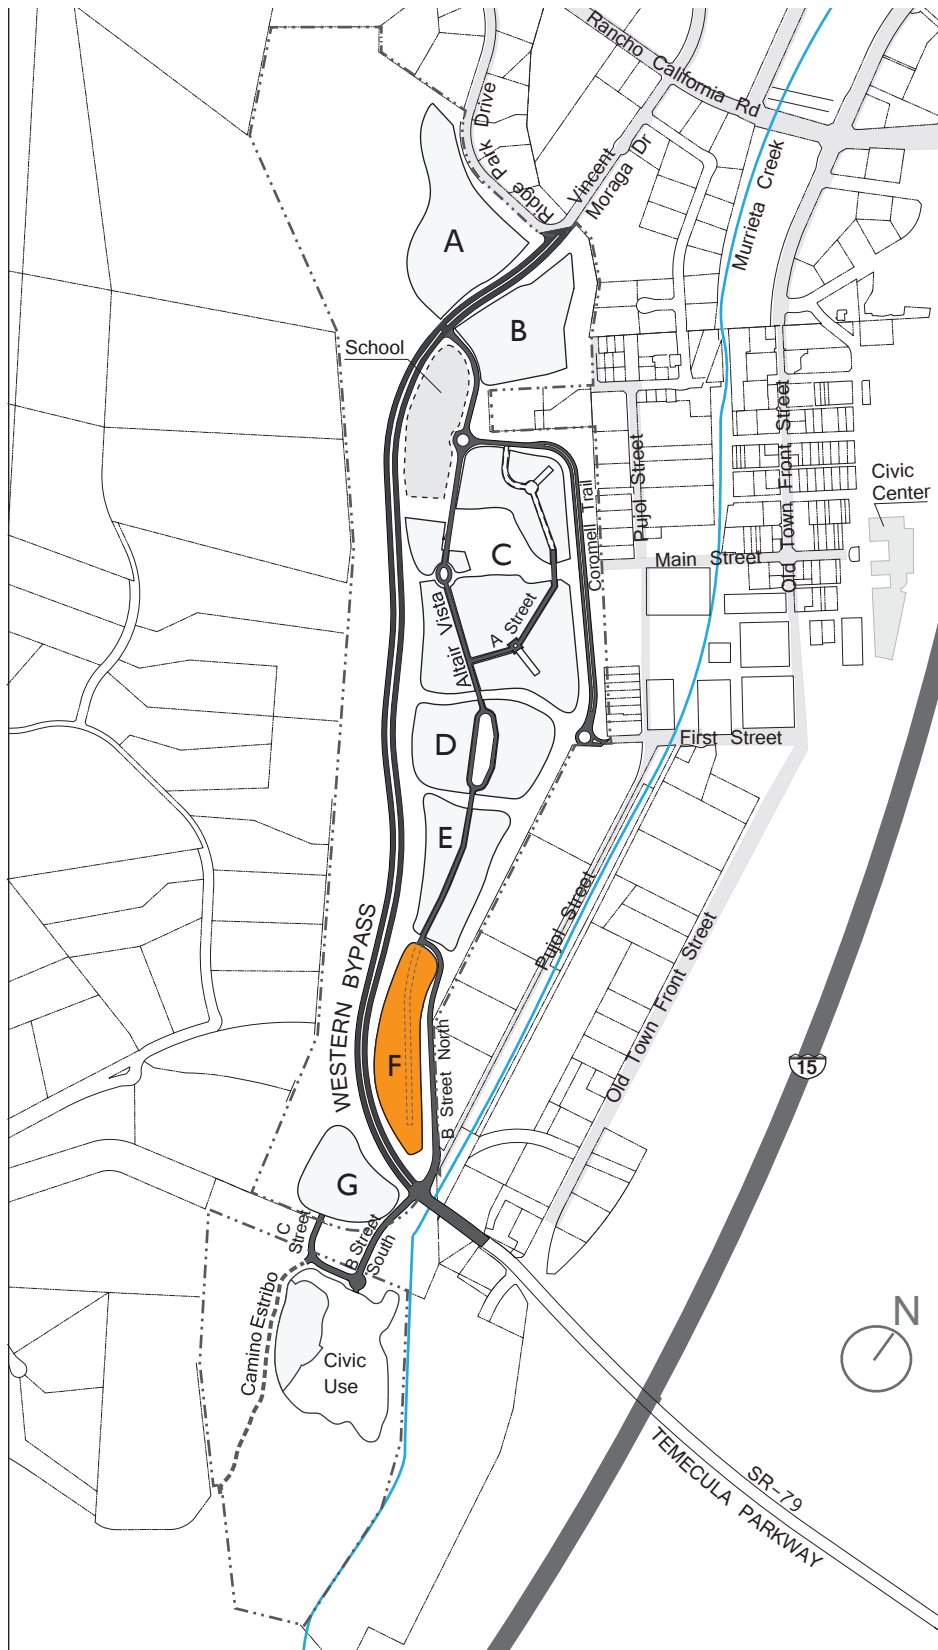 Rancho California Rd
Ridge Park Drive
Vincent
Moraga Dr
Murrieta Creek
A
B
School
Pujol Street
Old Town Front Street
Civic
Center
Coromell Trail
C
Main Street
Altair Vista
A Street
First Street
D
E
Pujol Street
Old Town Front Street
WESTERN BYPASS
F
B Street North
15
G
C
Street
B Street
South
Camino Estribo
Civic
Use
N
SR-79
TEMECULA PARKWAY